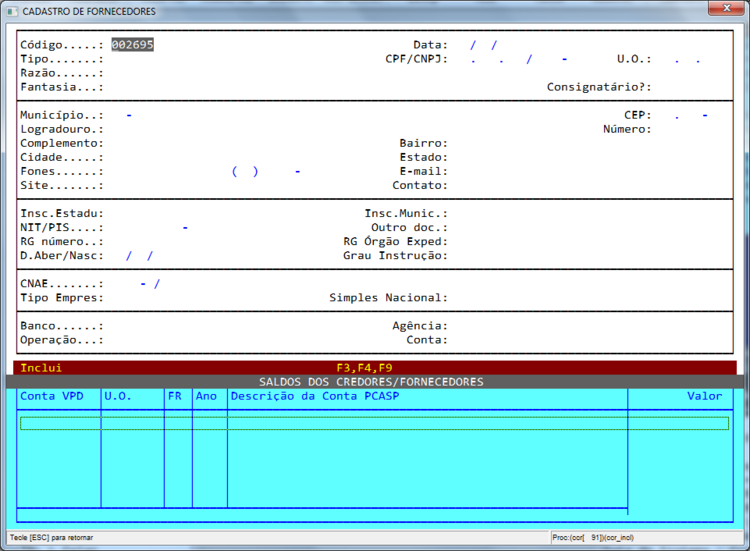 CADASTRO DE FORNECEDORES
Código.....: 002695 Data: / /
Tipo.......: CPF/CNPJ: . . / - U.O.: . .
Razão......:
Fantasia...: Consignatário?:
Município..: - CEP: . -
Logradouro.: Número:
Complemento: Bairro:
Cidade.....: Estado:
Fones......: ( ) - E-mail:
Site.......: Contato:
Insc.Estadu: Insc.Munic.:
NIT/PIS....: - Outro doc.:
RG número..: RG Órgão Exped:
D.Aber/Nasc: / / Grau Instrução:
CNAE.......: - /
Tipo Empres: Simples Nacional:
Banco......: Agência:
Operação...: Conta:
Inclui F3,F4,F9
SALDOS DOS CREDORES/FORNECEDORES
Conta VPD U.O. FR Ano Descrição da Conta PCASP Valor
Tecle [ESC] para retornar Proc:(cor[ 91])(cor_incl)